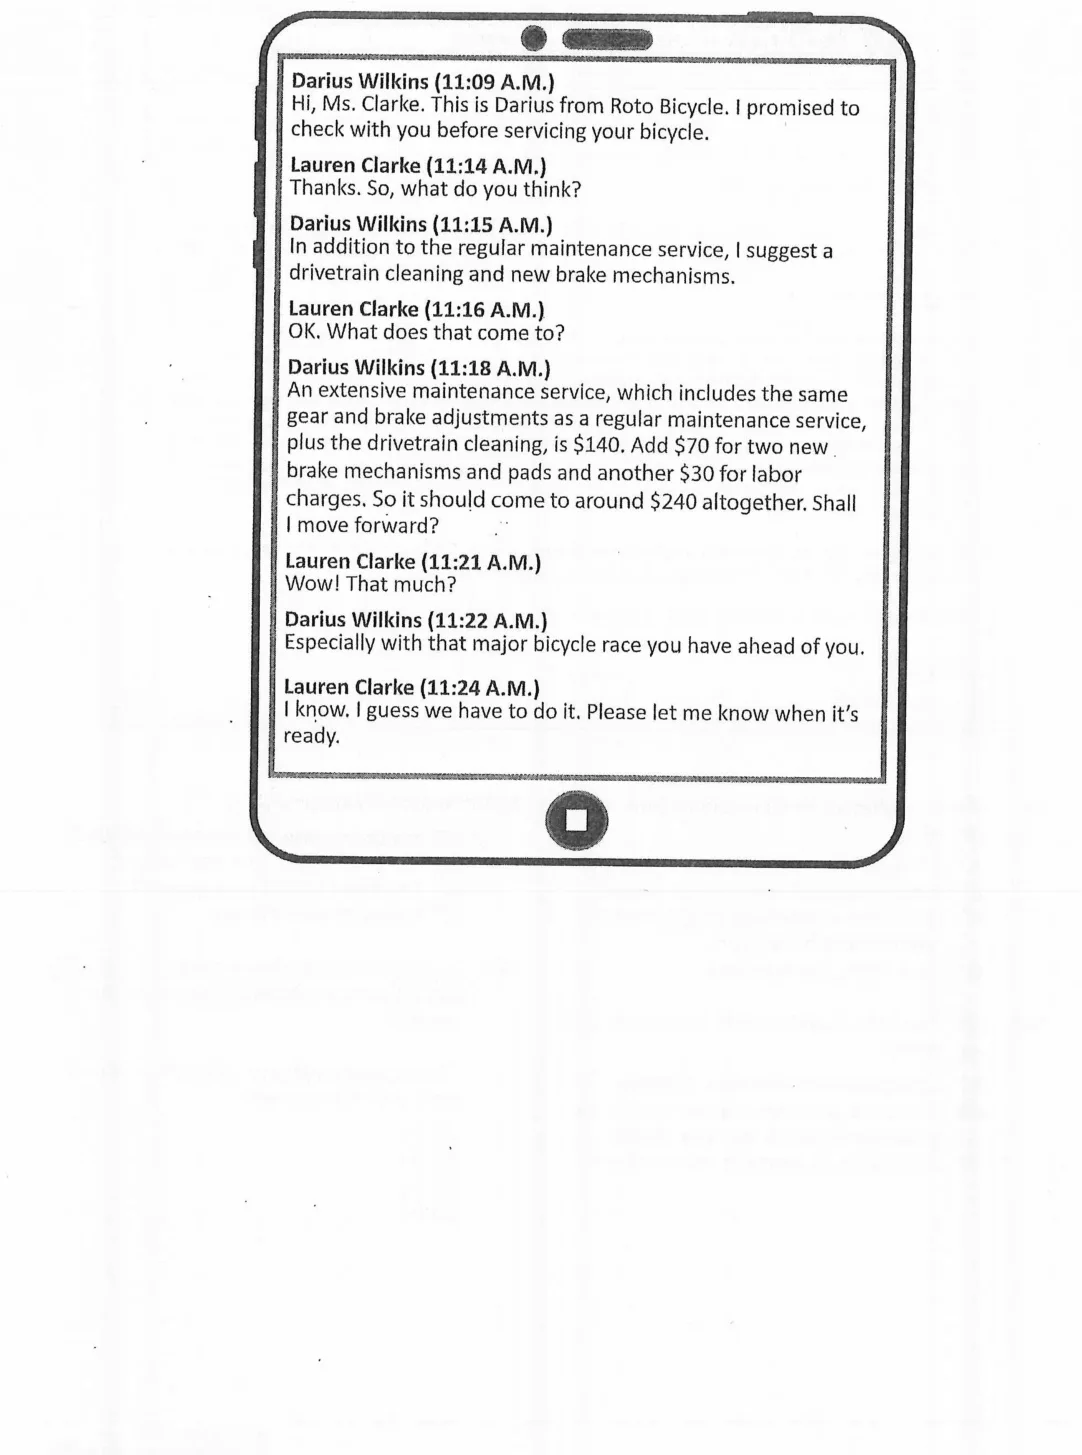 Darius Wilkins (11:09 A.M.)
Hi, Ms. Clarke. This is Darius from Roto Bicycle. I promised to
check with you before servicing your bicycle.
Lauren Clarke (11:14 A.M.)
Thanks. So, what do you think?
Darius Wilkins (11:15 A.M.)
In addition to the regular maintenance service, I suggest a
drivetrain cleaning and new brake mechanisms.
Lauren Clarke (11:16 A.M.)
OK. What does that come to?
Darius Wilkins (11:18 A.M.)
An extensive maintenance service, which includes the same
gear and brake adjustments as a regular maintenance service,
plus the drivetrain cleaning, is $140. Add $70 for two new
brake mechanisms and pads and another $30 for labor
charges. So it should come to around $240 altogether. Shall
I move forward?
Lauren Clarke (11:21 A.M.)
Wow! That much?
Darius Wilkins (11:22 A.M.)
Especially with that major bicycle race you have ahead of you.
Lauren Clarke (11:24 A.M.)
I know. I guess we have to do it. Please let me know when it's
ready.